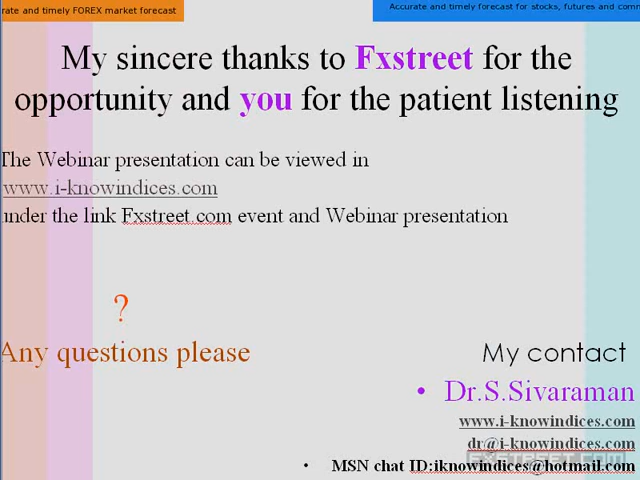 rate and timely FOREX market forecast
Accurate and timely forecast for stocks, futures and comm
My sincere thanks to Fxstreet for the
opportunity and you for the patient listening
The Webinar presentation can be viewed in
www.i-knowindices.com
under the link Fxstreet.com event and Webinar presentation
?
Any questions please
My contact
• Dr.S.Sivaraman
www.i-knowindices.com
dr@i-knowindices.com
FXSTREET.COM
• MSN chat ID:iknowindices@hotmail.com